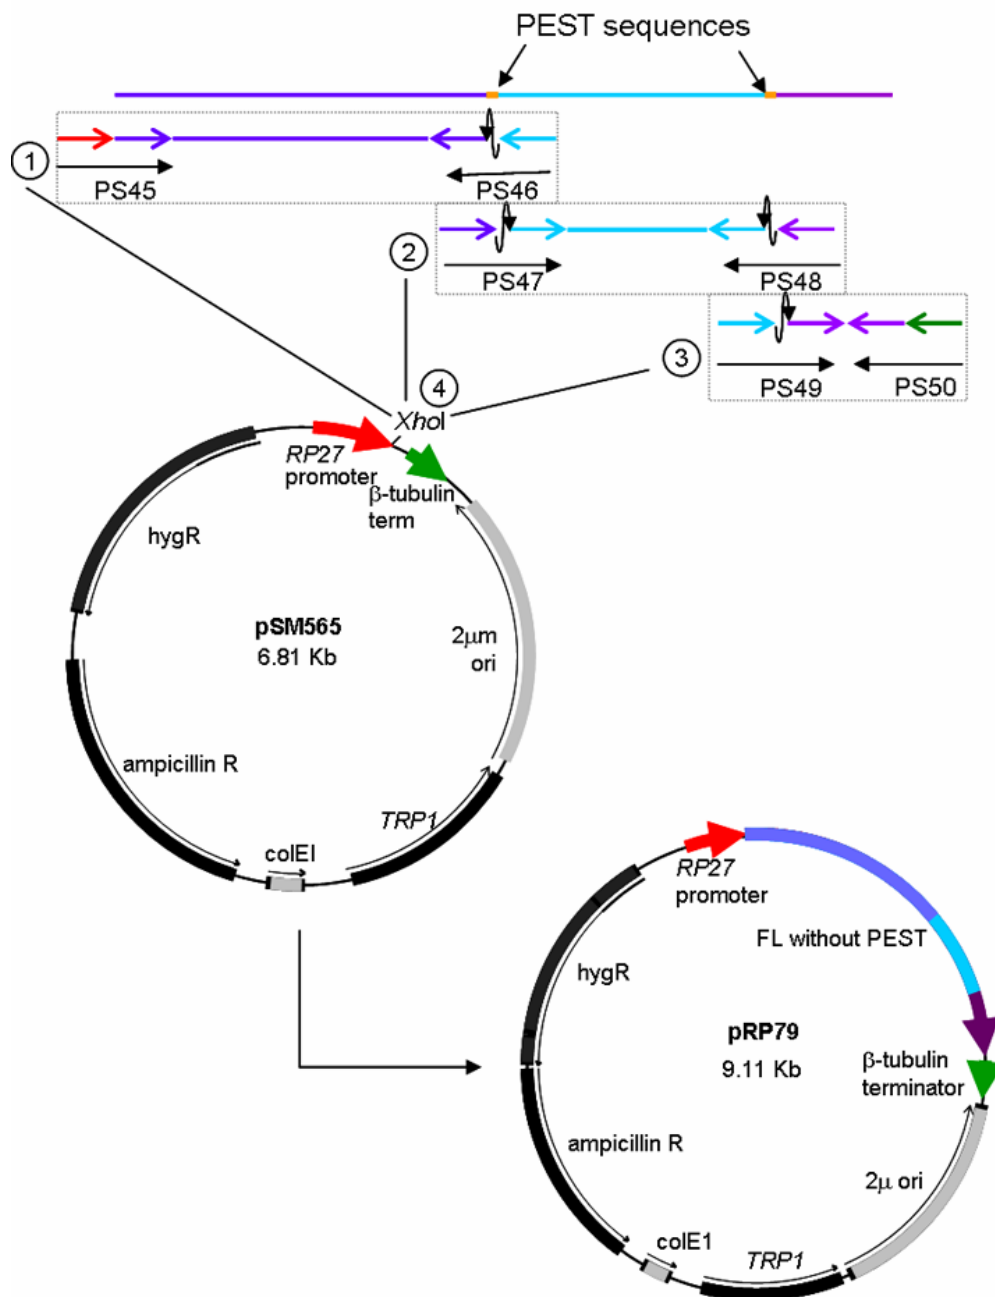 PEST sequences
1
PS45
PS46
2
PS47
PS48
3
PS49
PS50
4
XhoI
RP27
promoter
β-tubulin
term
hygR
pSM565
6.81 Kb
2μm
ori
ampicillin R
TRP1
colEI
RP27
promoter
FL without PEST
hygR
pRP79
9.11 Kb
β-tubulin
terminator
ampicillin R
2μ ori
colE1
TRP1